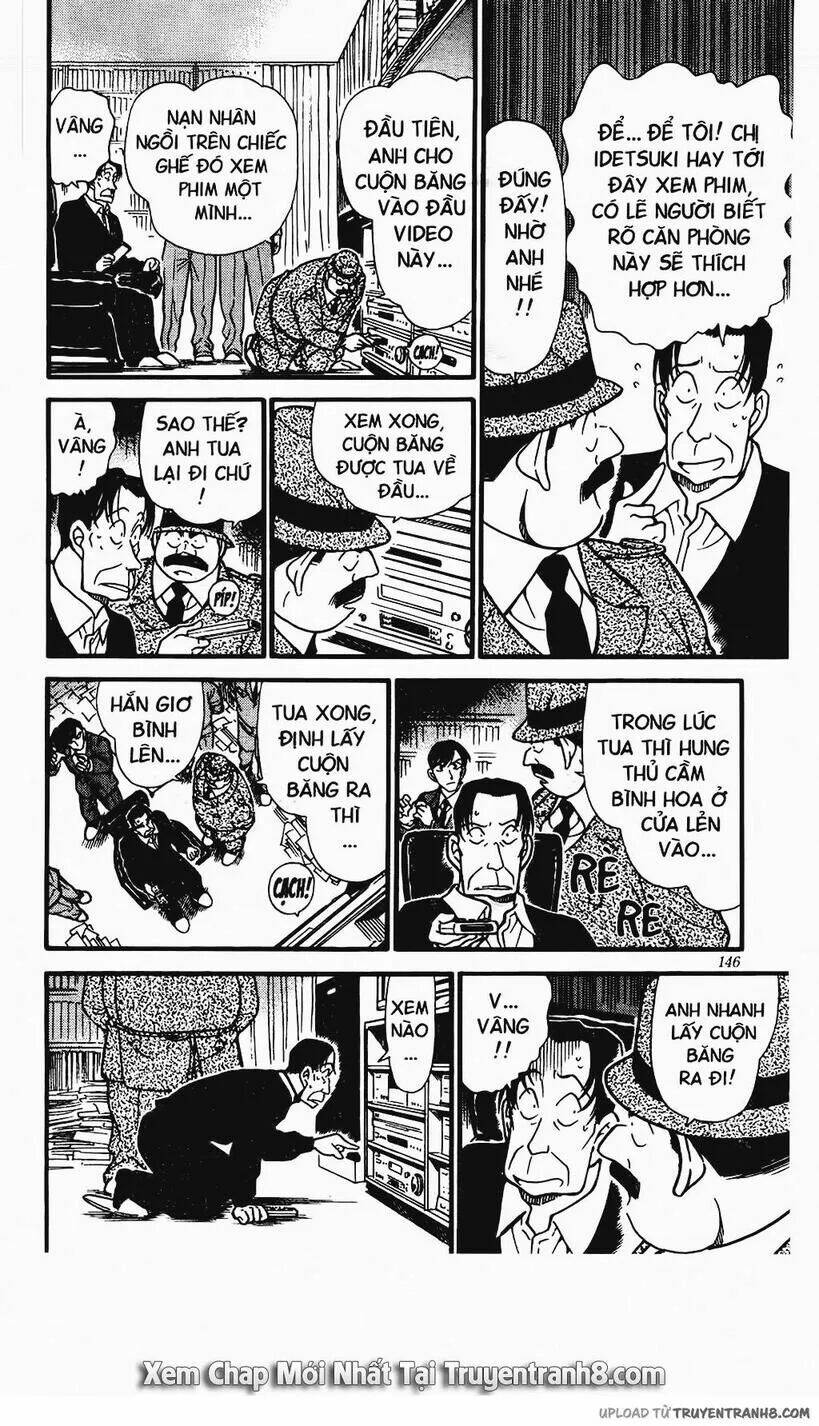 ĐỂ... ĐỂ TÔI! CHỊ
IDETSUKI HAY TỚI
ĐÂY XEM PHIM,
CÓ LẼ NGƯỜI BIẾT
RÕ CĂN PHÒNG
NÀY SẼ THÍCH
HỢP HƠN...
ĐÚNG
ĐẤY!
NHỜ
ANH
NHÉ
!!
ĐẦU TIÊN,
ANH CHO
CUỘN BĂNG
VÀO ĐẦU
VIDEO
NÀY...
CẠCH!
NẠN NHÂN
NGỒI TRÊN CHIẾC
GHẾ ĐÓ XEM
PHIM MỘT
MÌNH...
VÂNG
...
XEM XONG,
CUỘN BĂNG
ĐƯỢC TUA VỀ
ĐẦU...
SAO THẾ?
ANH TUA
LẠI ĐI CHỨ
!
PÍP!
À,
VÂNG
!
TRONG LÚC
TUA THÌ HUNG
THỦ CẦM
BÌNH HOA Ở
CỬA LẺN
VÀO...
RÈ
RE
TUA XONG,
ĐỊNH LẤY
CUỘN
BĂNG RA
THÌ
...
CẠCH!
HẮN GIƠ
BÌNH
LÊN...
146
ANH NHANH
LẤY CUỘN
BĂNG
RA ĐI!
V...
VÂNG
!!
XEM
NÀO
...
Xem Chap Mới Nhất Tại Truyentranh8.com
UPLOAD TỪ TRUYENTRANH8.COM